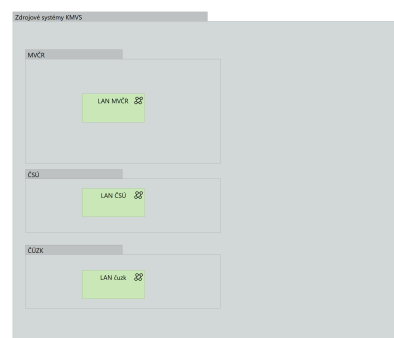 Zdrojové systémy KMVS
MVČR
LAN MVČR
ČSÚ
LAN ČSÚ
ČÚZK
LAN čuzk